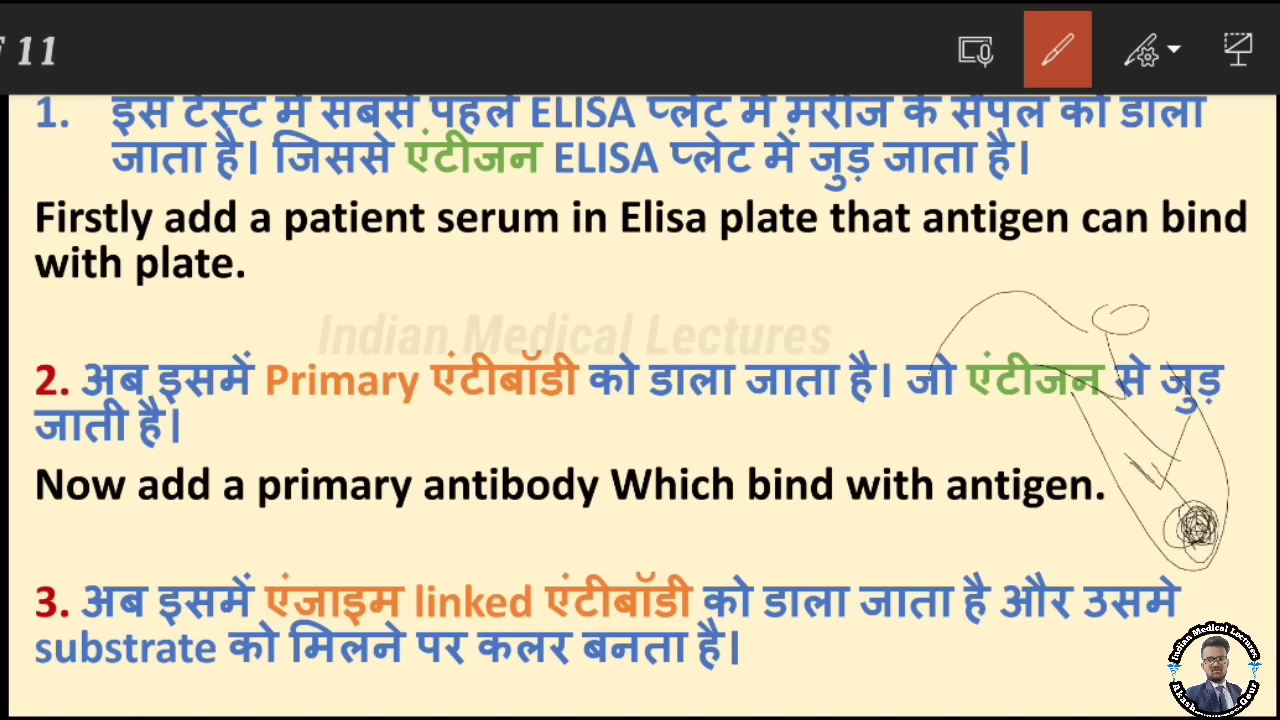 11
1. इस टेस्ट में सबसे पहले ELISA प्लेट में मरीज के सैंपल को डाला
जाता है। जिससे एंटीजन ELISA प्लेट में जुड़ जाता है।
Firstly add a patient serum in Elisa plate that antigen can bind
with plate.
Indian Medical Lectures
2. अब इसमें Primary एंटीबॉडी को डाला जाता है। जो एंटीजन से जुड़
जाती है।
Now add a primary antibody Which bind with antigen.
3. अब इसमें एंजाइम linked एंटीबॉडी को डाला जाता है और उसमे
substrate को मिलने पर कलर बनता है।
Indian Medical Lectures
Akash Gour